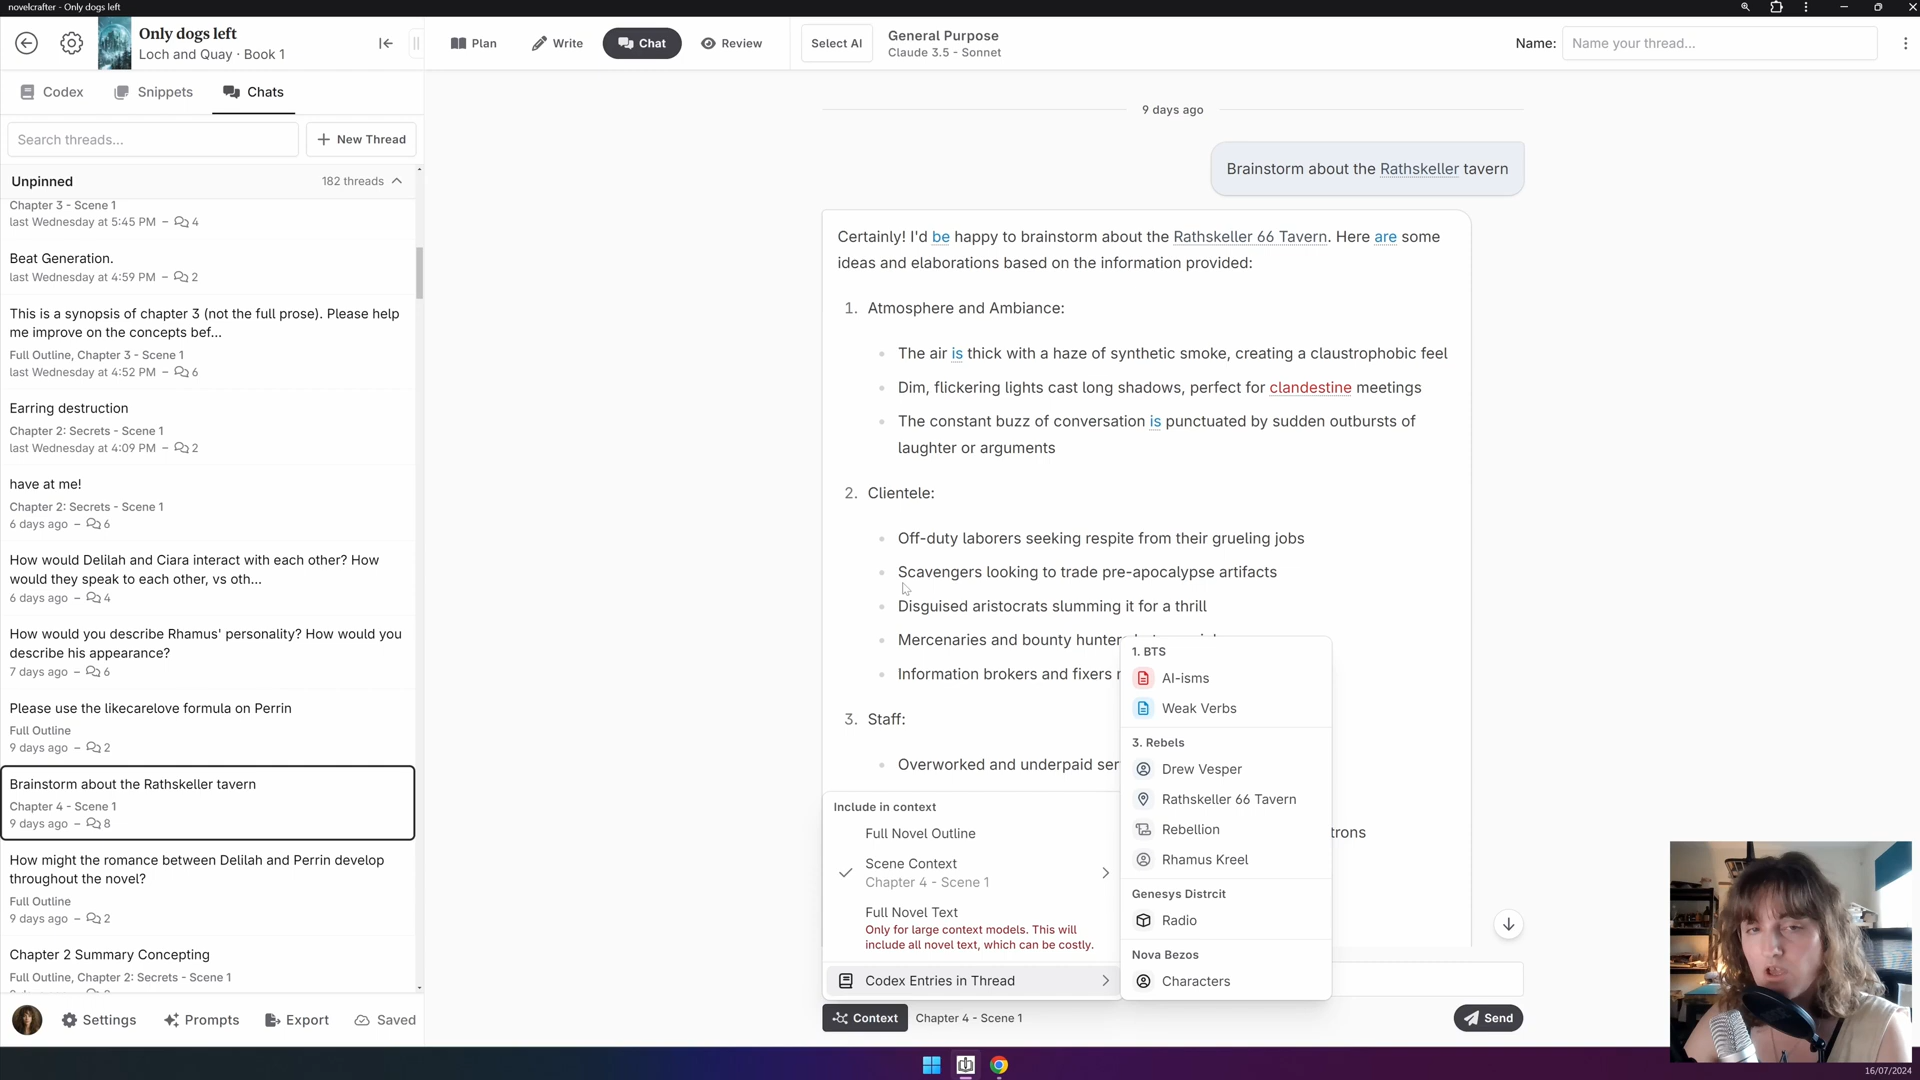 novelcrafter - Only dogs left
Only dogs left
Loch and Quay · Book 1
Plan
Write
Chat
Review
Select AI
General Purpose
Claude 3.5 - Sonnet
Name:
Name your thread...
Codex
Snippets
Chats
Search threads...
New Thread
Unpinned
182 threads
Chapter 3 - Scene 1
last Wednesday at 5:45 PM – 4
Beat Generation.
last Wednesday at 4:59 PM – 2
This is a synopsis of chapter 3 (not the full prose). Please help
me improve on the concepts bef...
Full Outline, Chapter 3 - Scene 1
last Wednesday at 4:52 PM – 6
Earring destruction
Chapter 2: Secrets - Scene 1
last Wednesday at 4:09 PM – 2
have at me!
Chapter 2: Secrets - Scene 1
6 days ago – 6
How would Delilah and Ciara interact with each other? How
would they speak to each other, vs oth...
6 days ago – 4
How would you describe Rhamus' personality? How would you
describe his appearance?
7 days ago – 6
Please use the likecarelove formula on Perrin
Full Outline
9 days ago – 2
Brainstorm about the Rathskeller tavern
Chapter 4 - Scene 1
9 days ago – 8
How might the romance between Delilah and Perrin develop
throughout the novel?
Full Outline
9 days ago – 2
Chapter 2 Summary Concepting
Full Outline, Chapter 2: Secrets - Scene 1
Settings
Prompts
Export
Saved
9 days ago
Brainstorm about the Rathskeller tavern
Certainly! I'd be happy to brainstorm about the Rathskeller 66 Tavern. Here are some
ideas and elaborations based on the information provided:
1. Atmosphere and Ambiance:
The air is thick with a haze of synthetic smoke, creating a claustrophobic feel
Dim, flickering lights cast long shadows, perfect for clandestine meetings
The constant buzz of conversation is punctuated by sudden outbursts of
laughter or arguments
2. Clientele:
Off-duty laborers seeking respite from their grueling jobs
Scavengers looking to trade pre-apocalypse artifacts
Disguised aristocrats slumming it for a thrill
Mercenaries and bounty hunter
Information brokers and fixers
3. Staff:
Overworked and underpaid ser
trons
Include in context
Full Novel Outline
Scene Context
Chapter 4 - Scene 1
Full Novel Text
Only for large context models. This will
include all novel text, which can be costly.
Codex Entries in Thread
1. BTS
AI-isms
Weak Verbs
3. Rebels
Drew Vesper
Rathskeller 66 Tavern
Rebellion
Rhamus Kreel
Genesys Distrcit
Radio
Nova Bezos
Characters
Context
Chapter 4 - Scene 1
Send
16/07/2024